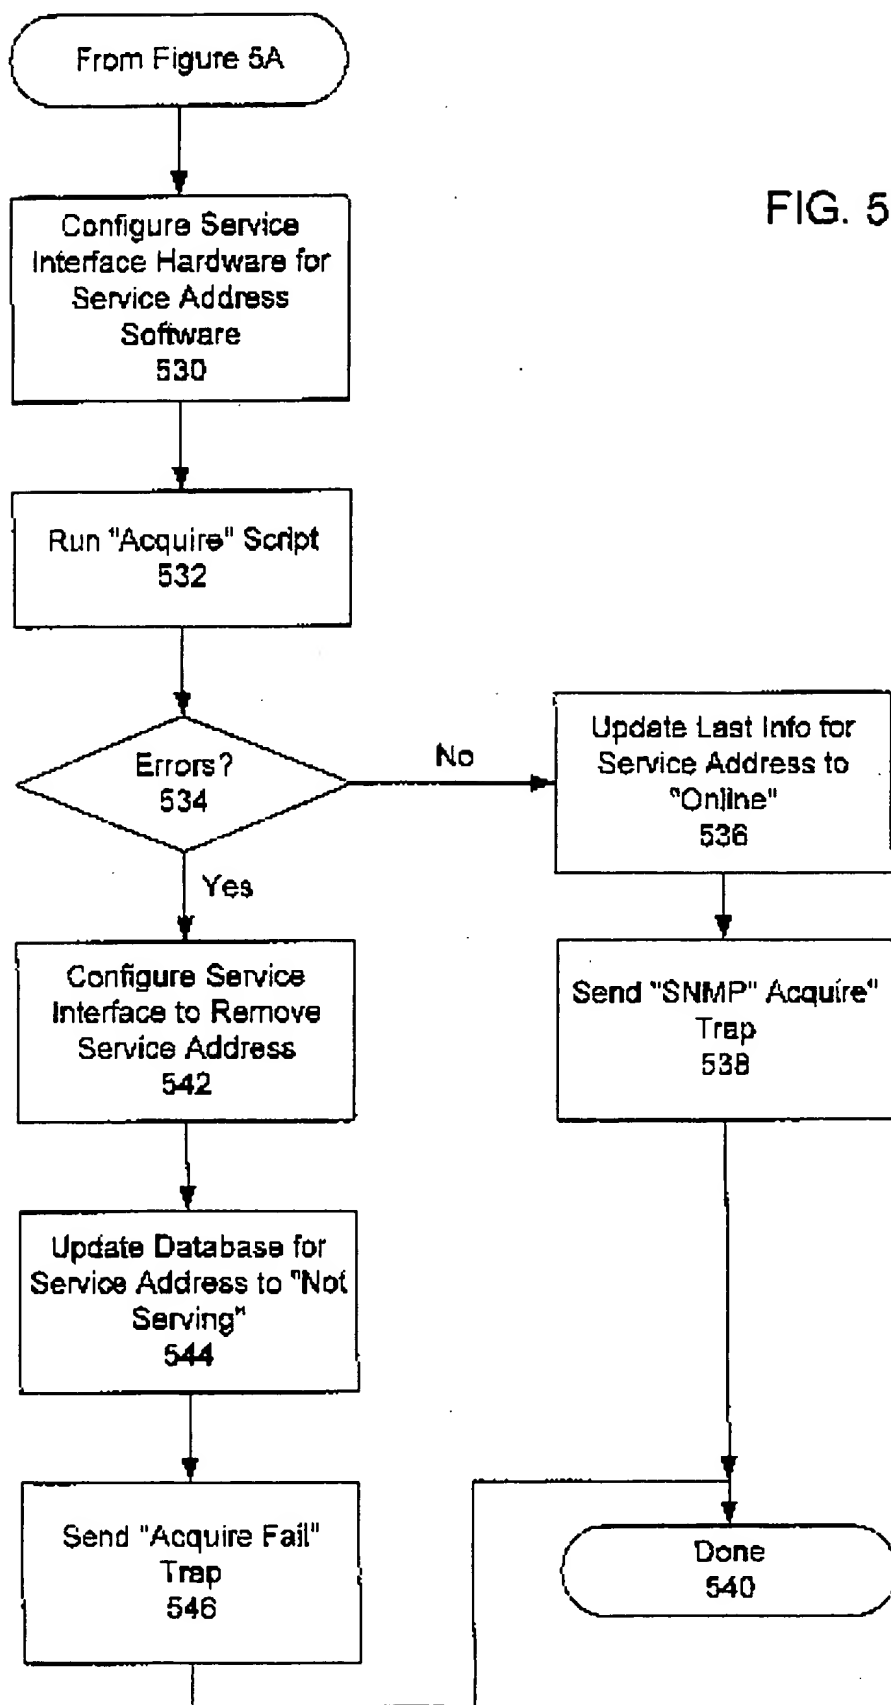 From Figure 5A
FIG. 5
Configure Service
Interface Hardware for
Service Address
Software
530
Run "Acquire" Script
532
Errors?
534
No
Yes
Update Last Info for
Service Address to
"Online"
536
Configure Service
Interface to Remove
Service Address
542
Send "SNMP" Acquire"
Trap
538
Update Database for
Service Address to "Not
Serving"
544
Send "Acquire Fail"
Trap
546
Done
540